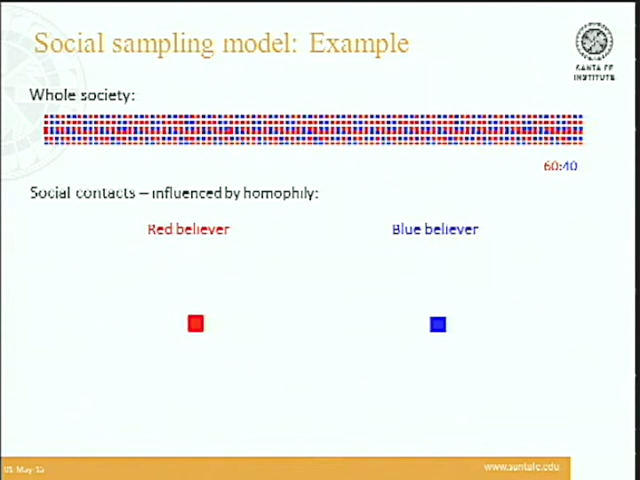 Social sampling model: Example
SANTA FE
INSTITUTE
Whole society:
60:40
Social contacts – influenced by homophily:
Red believer
Blue believer
01-May-15
www.santafe.edu